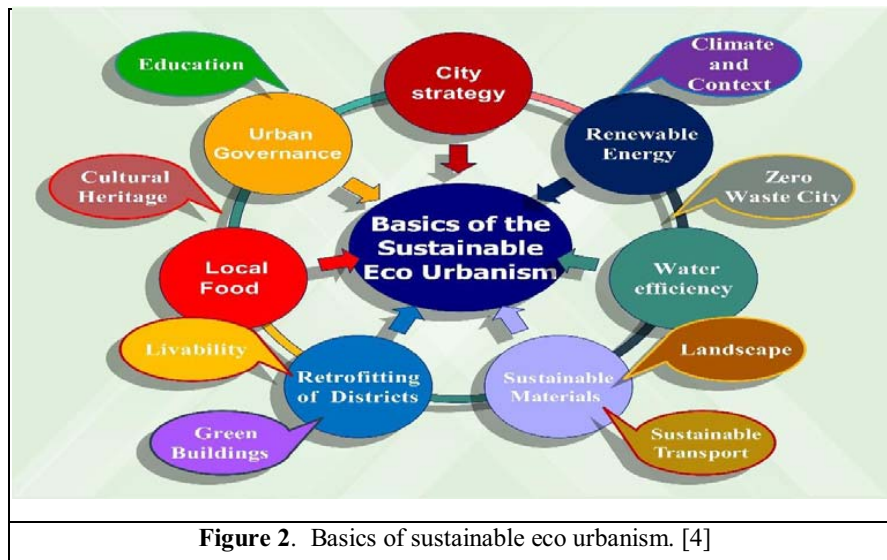 City
strategy
Climate
and
Context
Education
Urban
Governance
Renewable
Energy
Cultural
Heritage
Zero
Waste City
Basics of the
Sustainable
Eco Urbanism
Local
Food
Water
efficiency
Livability
Landscape
Retrofitting
of Districts
Sustainable
Materials
Green
Buildings
Sustainable
Transport
Figure 2. Basics of sustainable eco urbanism. [4]